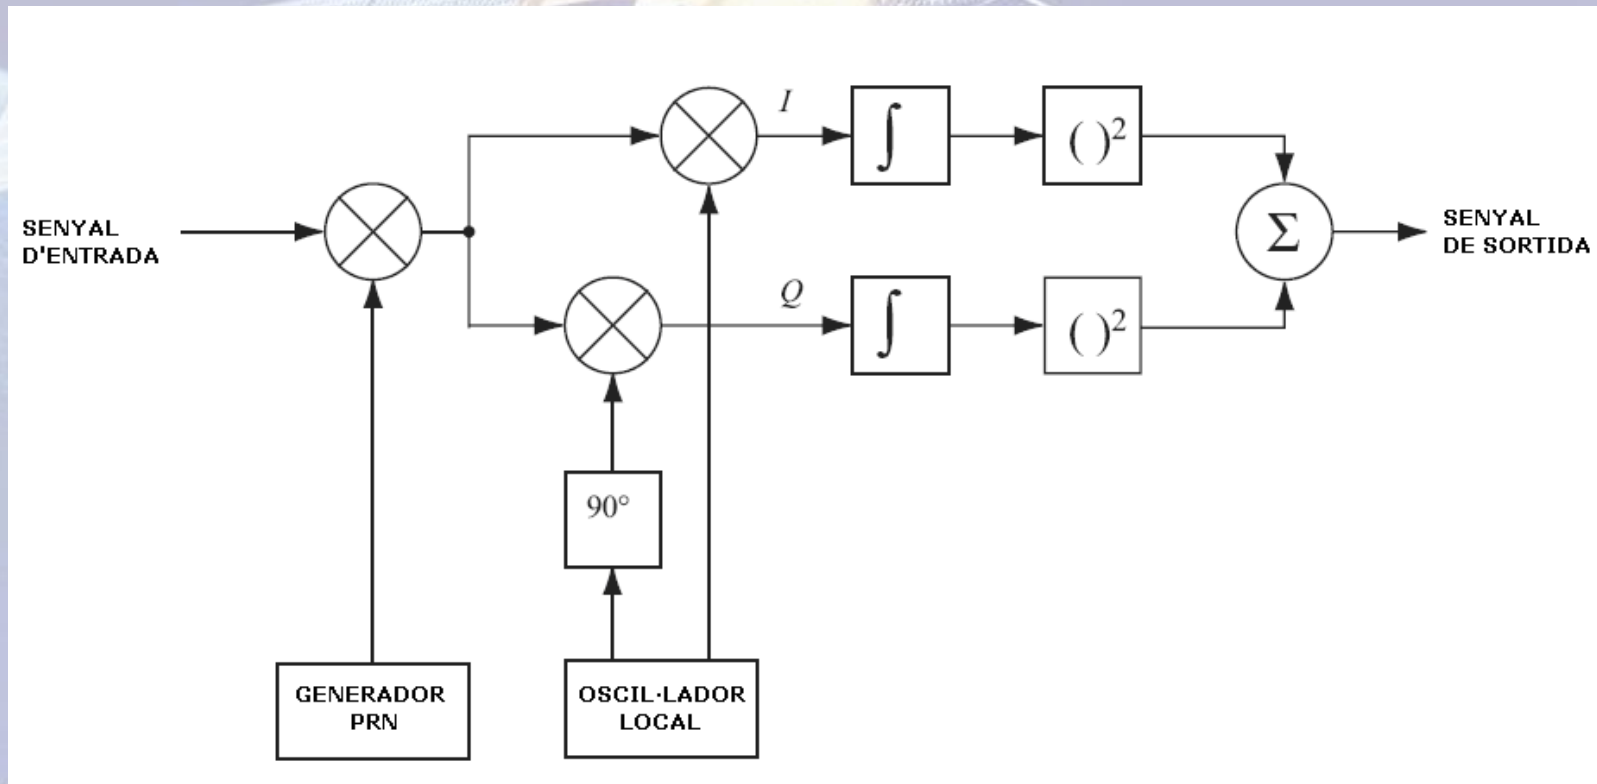 I
∫
( )²
SENYAL
D'ENTRADA
Σ
SENYAL
DE SORTIDA
Q
∫
( )²
90°
GENERADOR
PRN
OSCIL·LADOR
LOCAL